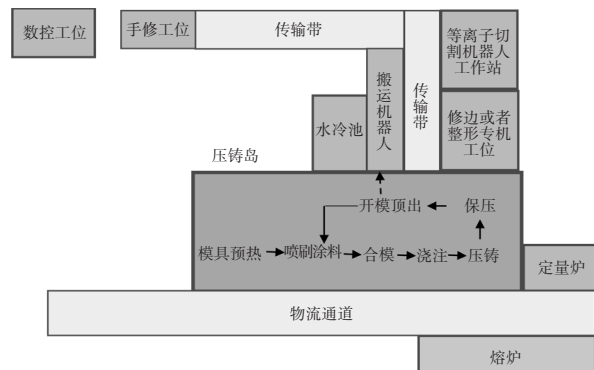 数控工位
手修工位
传输带
等离子切
割机器人
工作站
搬运机器人
传输带
水冷池
修边或者
整形专机
工位
压铸岛
开模顶出
保压
模具预热
喷刷涂料
合模
浇注
压铸
定量炉
物流通道
熔炉